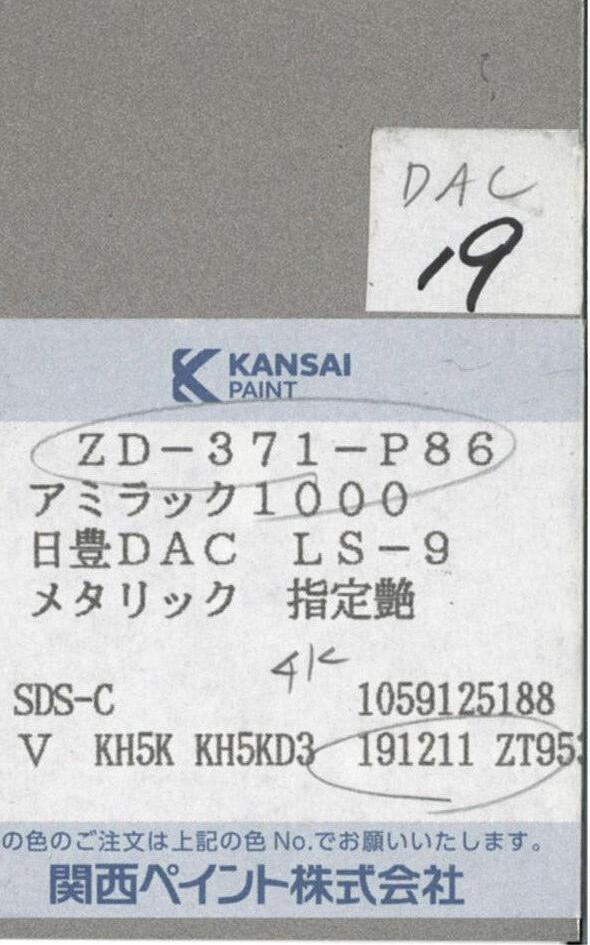 DAC
19
KANSAI
PAINT
ZD-371-P86
アミラック1000
日豊DAC LS-9
メタリック 指定艶
SDS-C 1059125188
V KH5K KH5KD3 191211 ZT953
の色のご注文は上記の色No.でお願いいたします。
関西ペイント株式会社